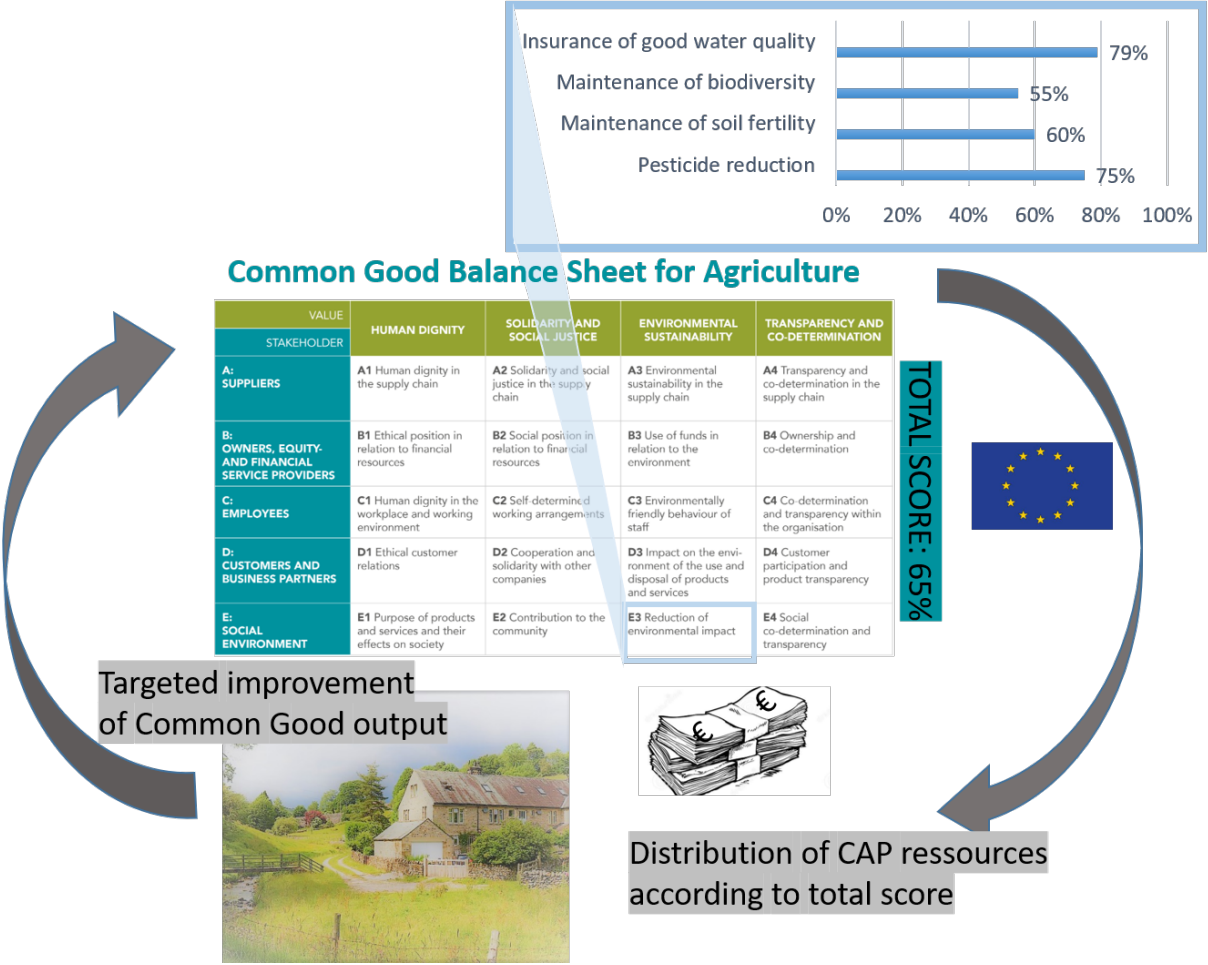 Insurance of good water quality
79%
Maintenance of biodiversity
55%
Maintenance of soil fertility
60%
Pesticide reduction
75%
0% 20% 40% 60% 80% 100%
Common Good Balance Sheet for Agriculture
VALUE
STAKEHOLDER
HUMAN DIGNITY
SOLIDARITY AND
SOCIAL JUSTICE
ENVIRONMENTAL
SUSTAINABILITY
TRANSPARENCY AND
CO-DETERMINATION
A:
SUPPLIERS
A1 Human dignity in
the supply chain
A2 Solidarity and social
justice in the supply
chain
A3 Environmental
sustainability in the
supply chain
A4 Transparency and
co-determination in the
supply chain
B:
OWNERS, EQUITY-
AND FINANCIAL
SERVICE PROVIDERS
B1 Ethical position in
relation to financial
resources
B2 Social position in
relation to financial
resources
B3 Use of funds in
relation to the
environment
B4 Ownership and
co-determination
C:
EMPLOYEES
C1 Human dignity in the
workplace and working
environment
C2 Self-determined
working arrangements
C3 Environmentally
friendly behaviour of
staff
C4 Co-determination
and transparency within
the organisation
D:
CUSTOMERS AND
BUSINESS PARTNERS
D1 Ethical customer
relations
D2 Cooperation and
solidarity with other
companies
D3 Impact on the envi-
ronment of the use and
disposal of products
and services
D4 Customer
participation and
product transparency
E:
SOCIAL
ENVIRONMENT
E1 Purpose of products
and services and their
effects on society
E2 Contribution to the
community
E3 Reduction of
environmental impact
E4 Social
co-determination and
transparency
TOTAL SCORE: 65%
Targeted improvement
of Common Good output
€
€
Distribution of CAP ressources
according to total score